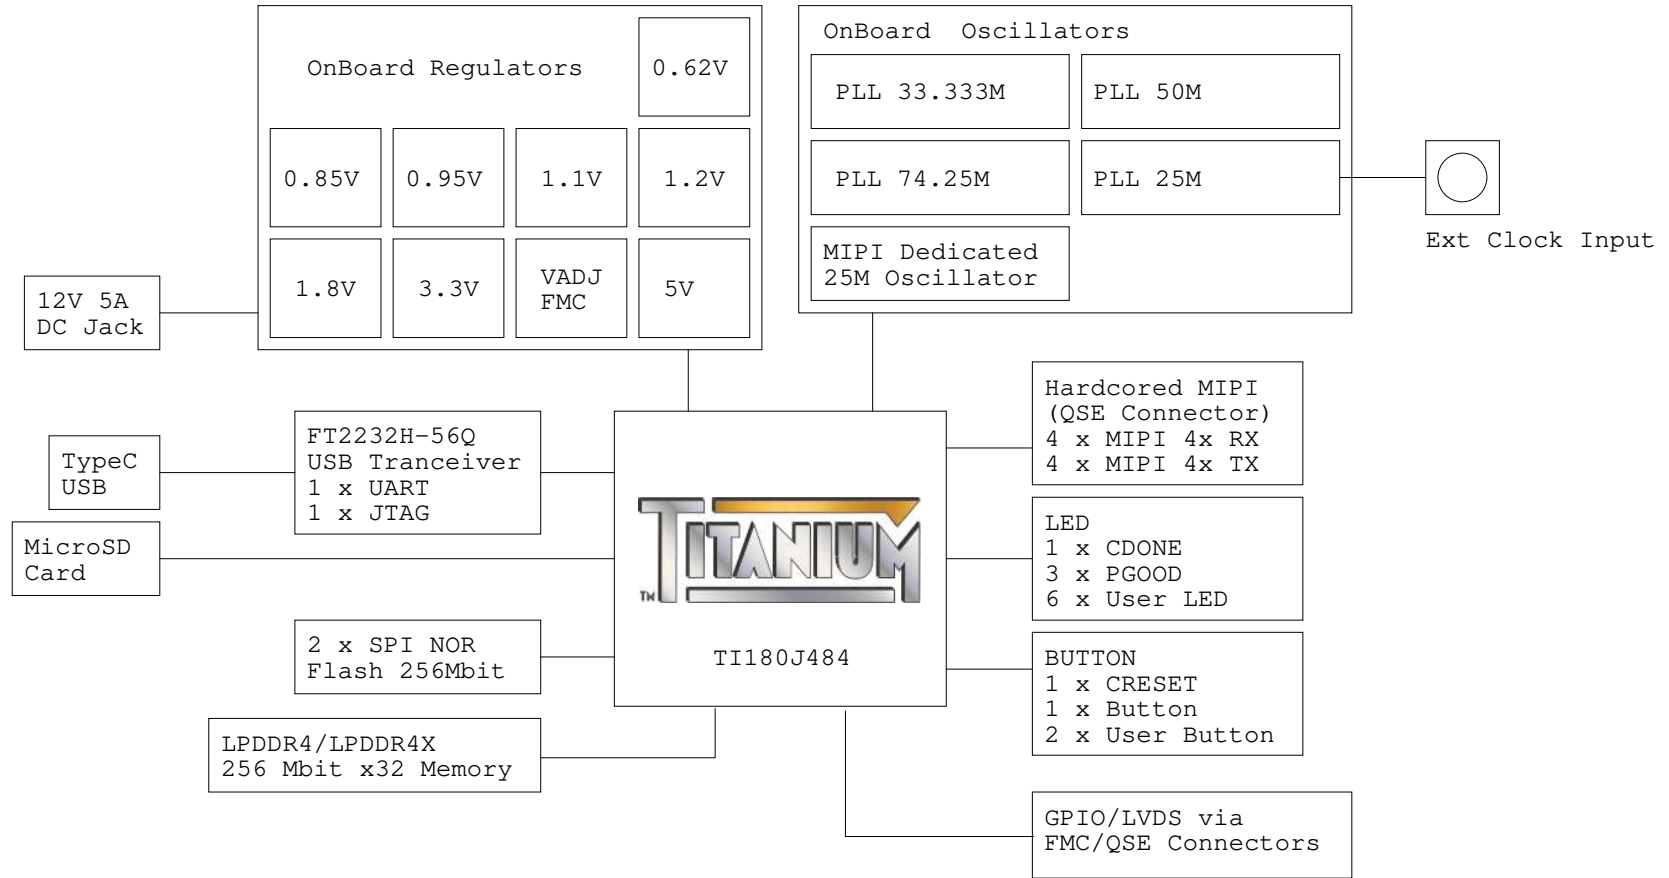 OnBoard Regulators
0.62V
0.85V
0.95V
1.1V
1.2V
1.8V
3.3V
VADJ
FMC
5V
OnBoard Oscillators
PLL 33.333M
PLL 50M
PLL 74.25M
PLL 25M
MIPI Dedicated
25M Oscillator
Ext Clock Input
12V 5A
DC Jack
TypeC
USB
FT2232H-56Q
USB Tranceiver
1 x UART
1 x JTAG
MicroSD
Card
2 x SPI NOR
Flash 256Mbit
LPDDR4/LPDDR4X
256 Mbit x32 Memory
TITANIUM
TM
TI180J484
Hardcored MIPI
(QSE Connector)
4 x MIPI 4x RX
4 x MIPI 4x TX
LED
1 x CDONE
3 x PGOOD
6 x User LED
BUTTON
1 x CRESET
1 x Button
2 x User Button
GPIO/LVDS via
FMC/QSE Connectors